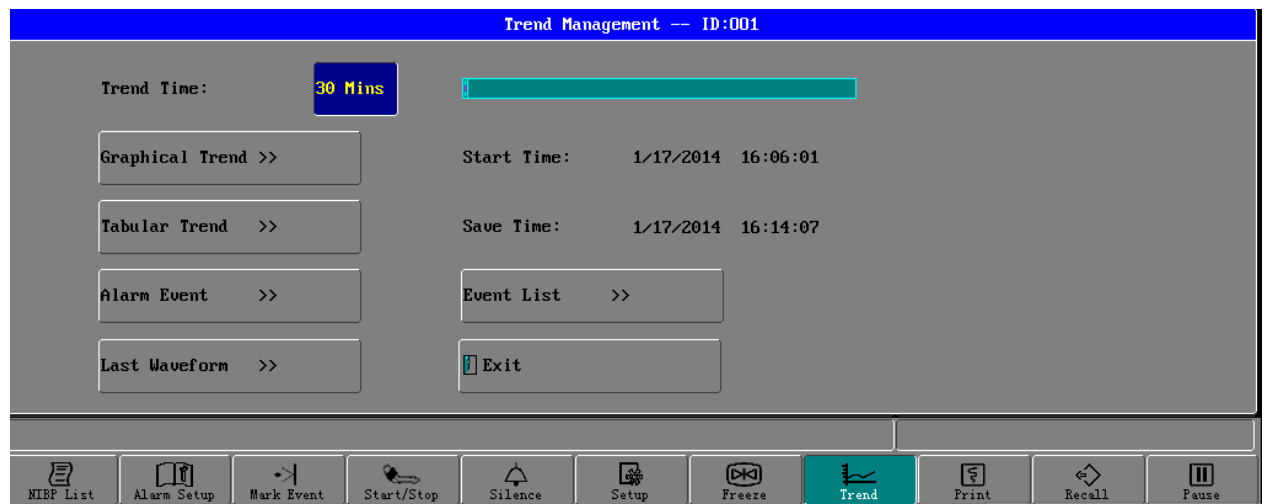 Trend Management -- ID:001
Trend Time: 30 Mins
Graphical Trend >> Start Time: 1/17/2014 16:06:01
Tabular Trend >> Save Time: 1/17/2014 16:14:07
Alarm Event >> Event List >>
Last Waveform >> Exit
NIBP List Alarm Setup Mark Event Start/Stop Silence Setup Freeze Trend Print Recall Pause